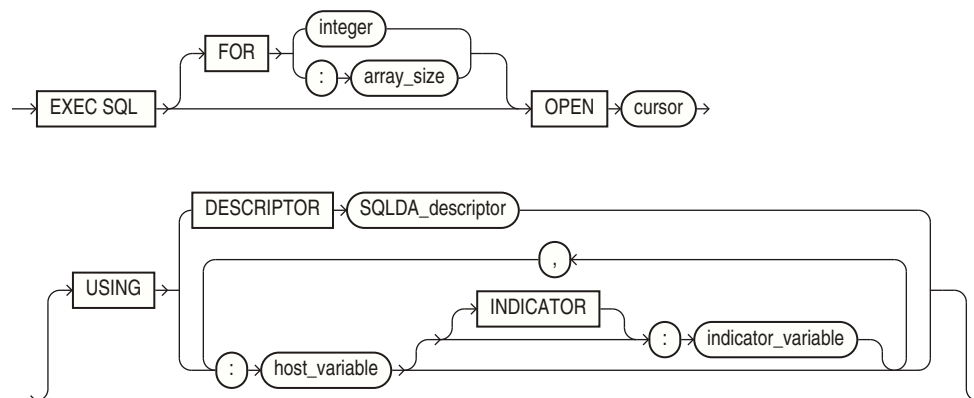 integer
FOR
: array_size
EXEC SQL OPEN cursor
DESCRIPTOR SQLDA_descriptor
,
USING
INDICATOR
: indicator_variable
: host_variable